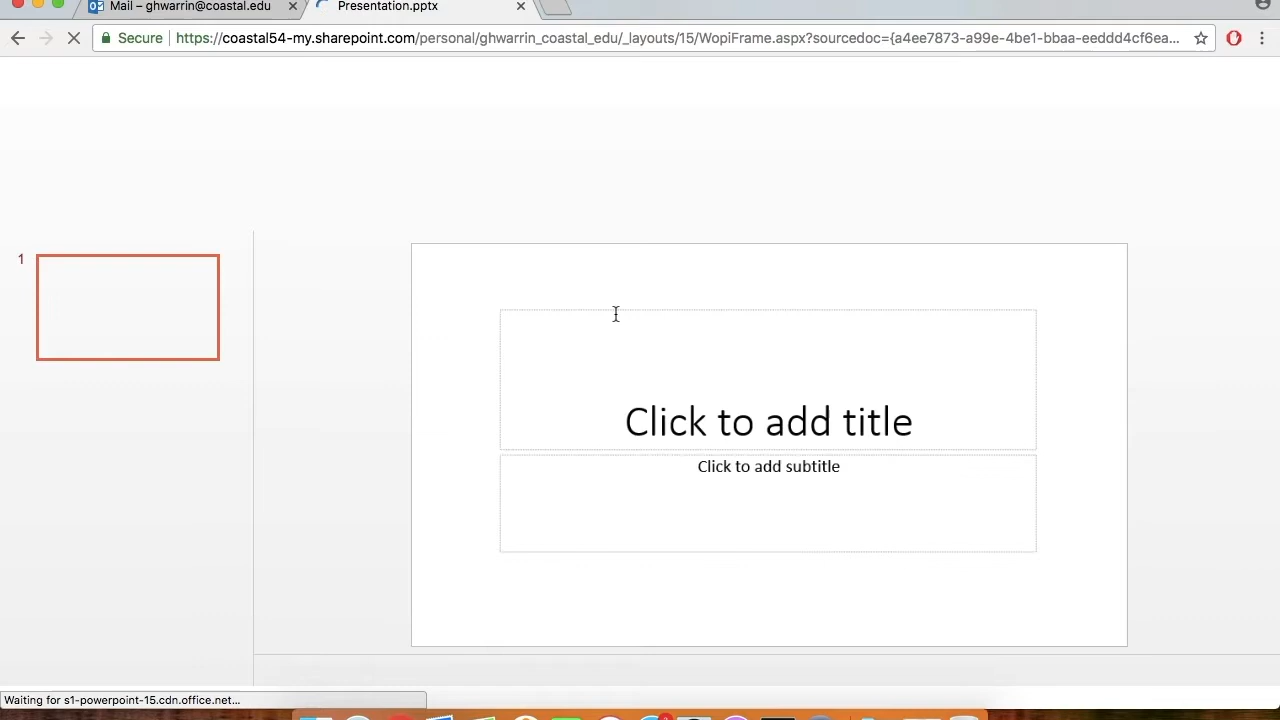 Mail – ghwarrin@coastal.edu
Presentation.pptx
Secure
https://coastal54-my.sharepoint.com/personal/ghwarrin_coastal_edu/_layouts/15/WopiFrame.aspx?sourcedoc={a4ee7873-a99e-4be1-bbaa-eeddd4cf6ea...
1
Click to add title
Click to add subtitle
Waiting for s1-powerpoint-15.cdn.office.net...